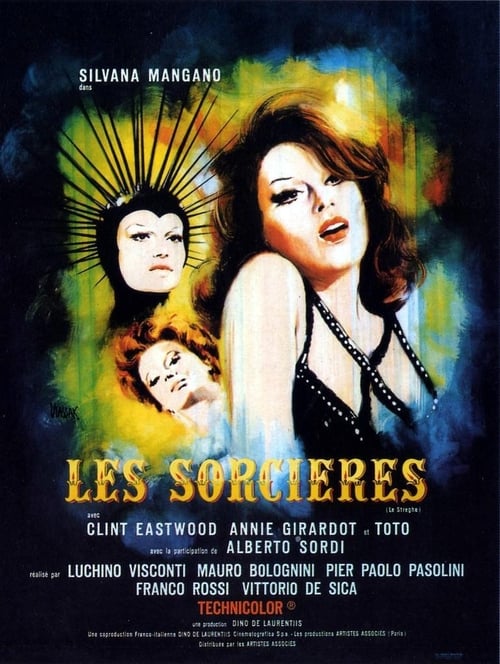 SILVANA MANGANO
dans
LES SORCIERES
(Le Streghe)
avec
CLINT EASTWOOD ANNIE GIRARDOT et TOTO
avec la participation de ALBERTO SORDI
réalisé par LUCHINO VISCONTI MAURO BOLOGNINI PIER PAOLO PASOLINI
FRANCO ROSSI VITTORIO DE SICA
TECHNICOLOR ®
une production DINO DE LAURENTIIS
Une coproduction Franco-Italienne DINO DE LAURENTIIS Cinematografica S.p.a. - Les productions ARTISTES ASSOCIÉS (Paris)
Distribuée par les ARTISTES ASSOCIÉS